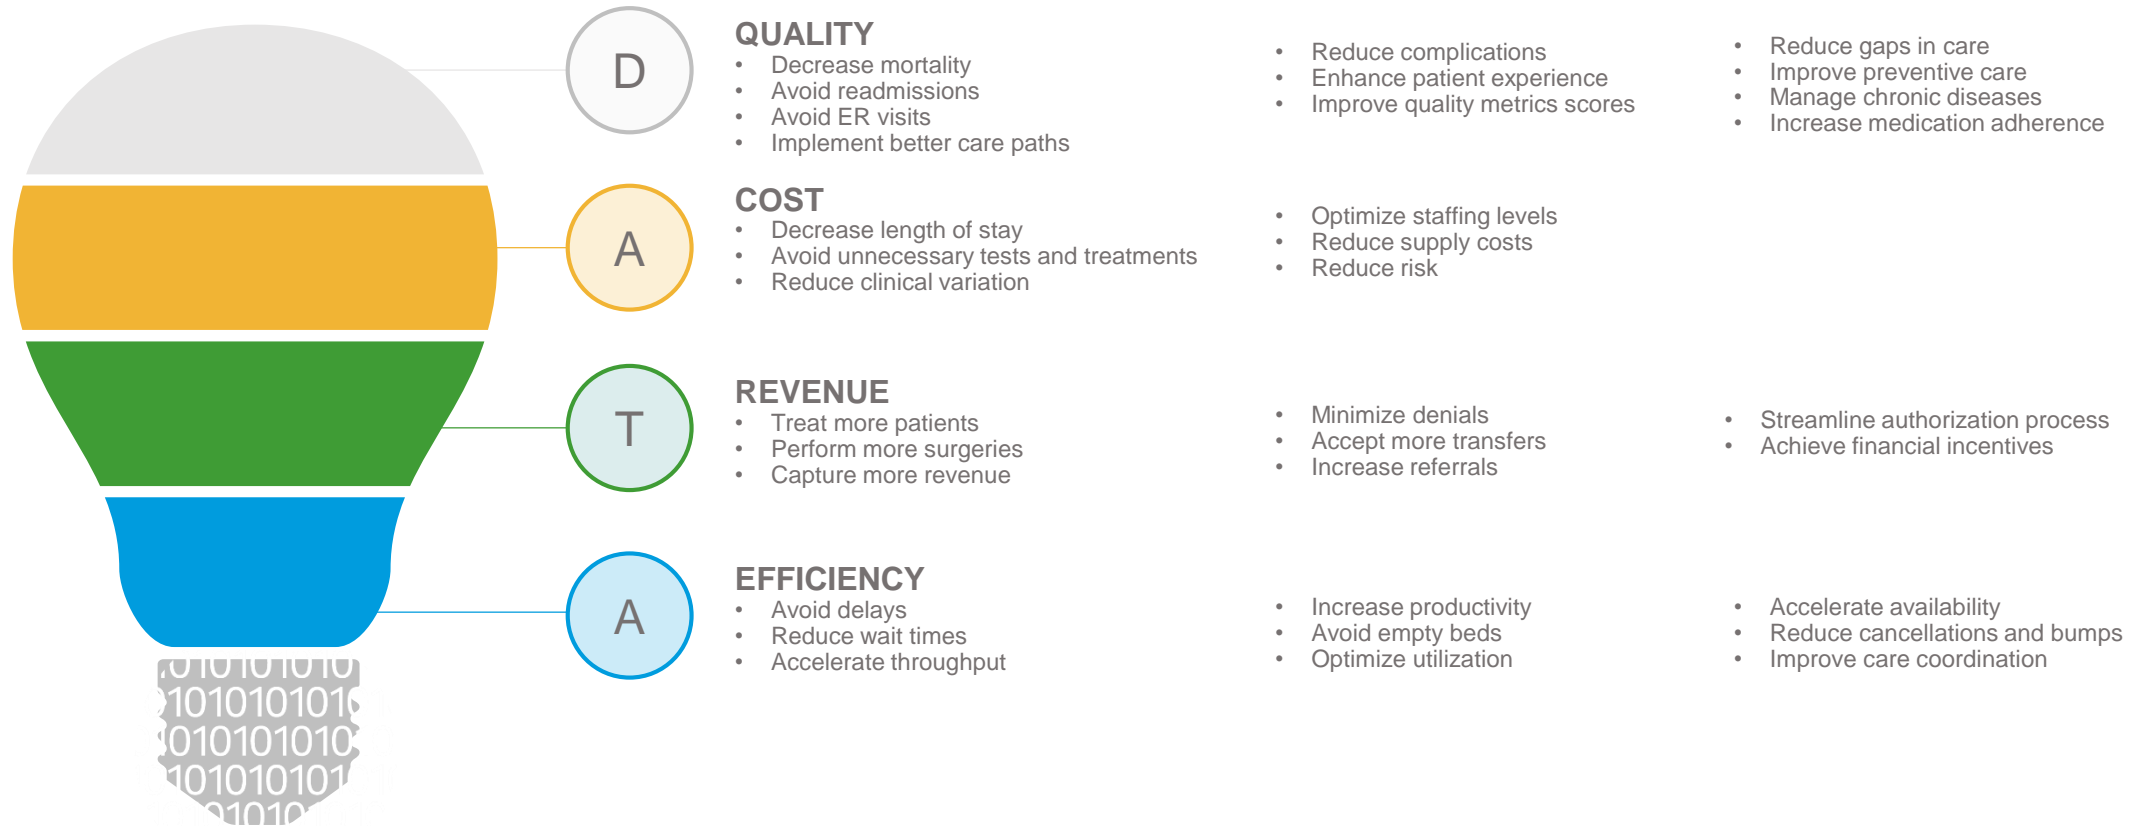 D
QUALITY
• Decrease mortality
• Avoid readmissions
• Avoid ER visits
• Implement better care paths
• Reduce complications
• Enhance patient experience
• Improve quality metrics scores
• Reduce gaps in care
• Improve preventive care
• Manage chronic diseases
• Increase medication adherence
A
COST
• Decrease length of stay
• Avoid unnecessary tests and treatments
• Reduce clinical variation
• Optimize staffing levels
• Reduce supply costs
• Reduce risk
T
REVENUE
• Treat more patients
• Perform more surgeries
• Capture more revenue
• Minimize denials
• Accept more transfers
• Increase referrals
• Streamline authorization process
• Achieve financial incentives
A
EFFICIENCY
• Avoid delays
• Reduce wait times
• Accelerate throughput
• Increase productivity
• Avoid empty beds
• Optimize utilization
• Accelerate availability
• Reduce cancellations and bumps
• Improve care coordination
01010101010
101010101
010101010
101010101
01010